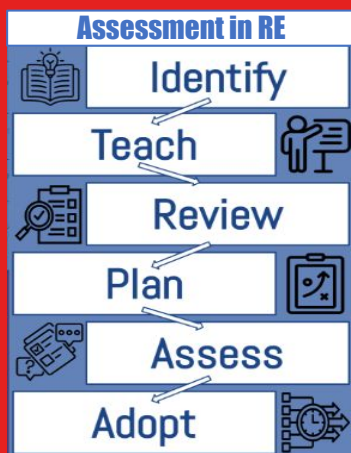 Assessment in RE
Identify
Teach
Review
Plan
Assess
Adopt